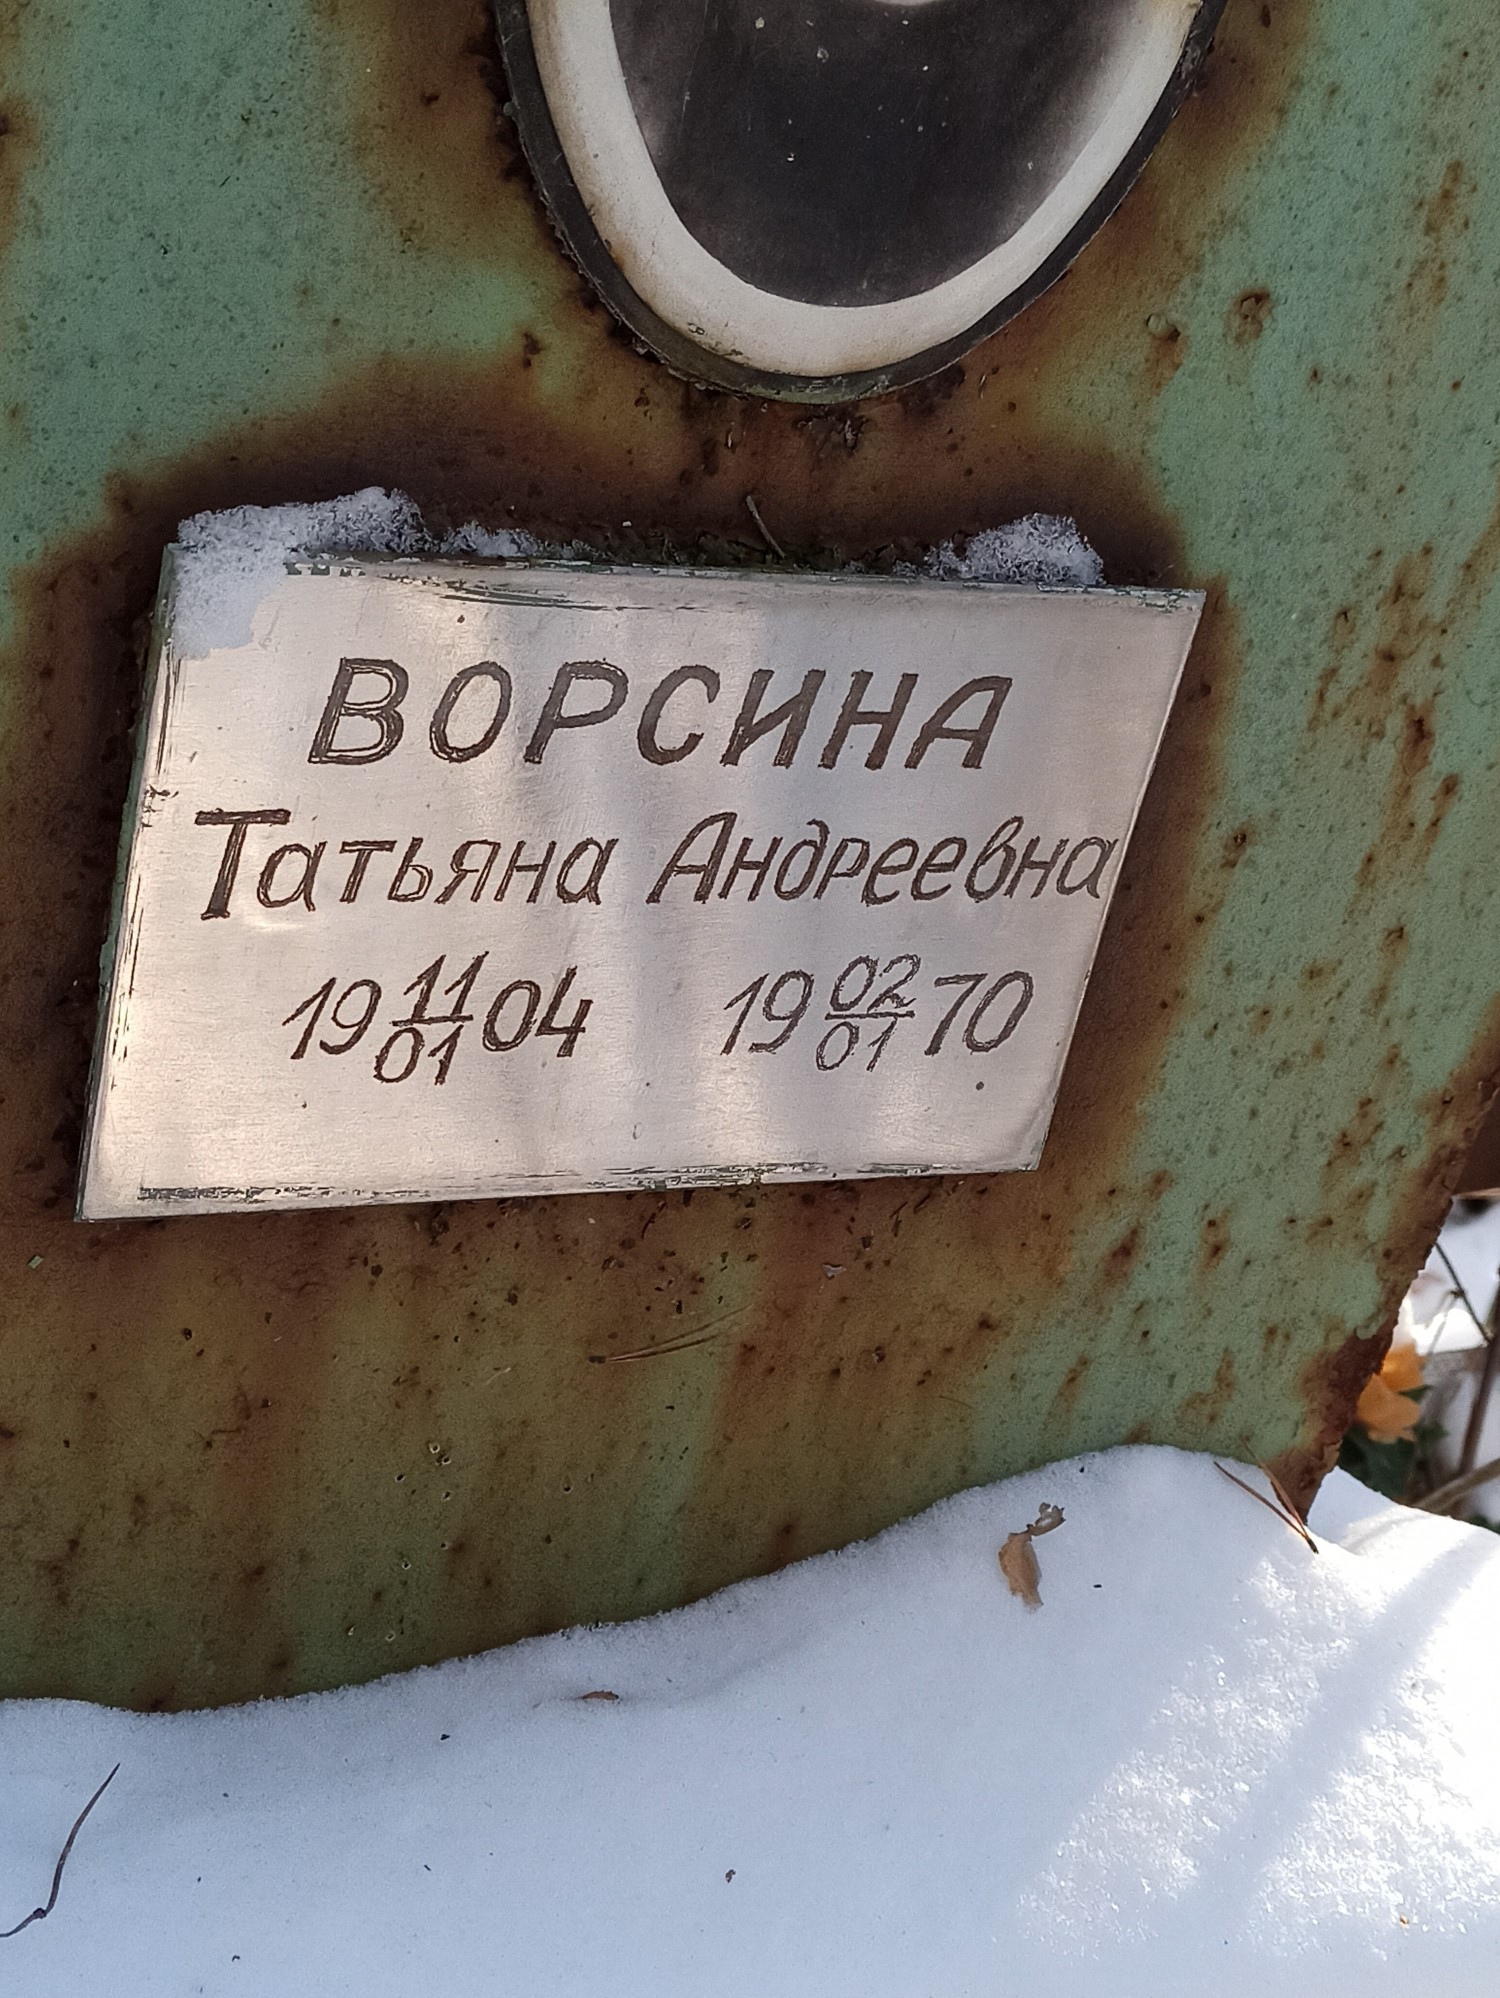 ВОРСИНА
Татьяна Андреевна
19 11/01 04 19 02/01 70